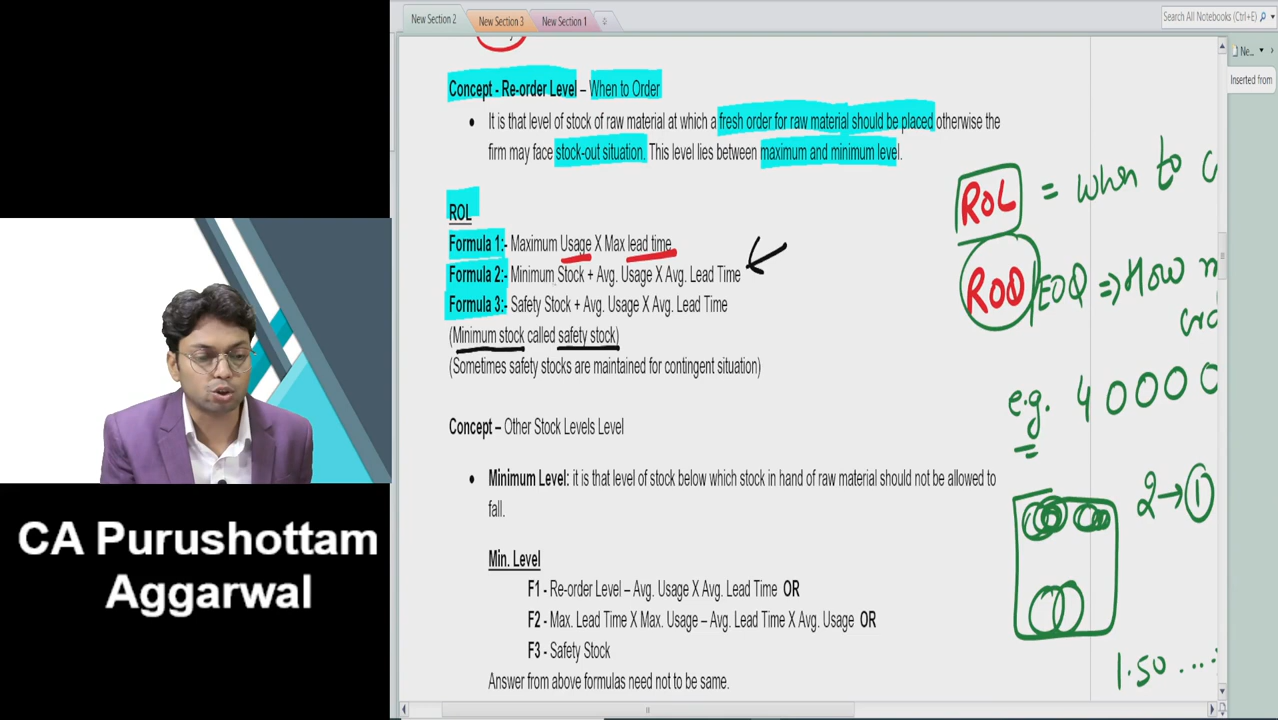 New Section 2
New Section 3
New Section 1
Search All Notebooks (Ctrl+E)
Ne...
Inserted from
Concept - Re-order Level – When to Order
• It is that level of stock of raw material at which a fresh order for raw material should be placed otherwise the
firm may face stock-out situation. This level lies between maximum and minimum level.
ROL
Formula 1:- Maximum Usage X Max lead time
Formula 2:- Minimum Stock + Avg. Usage X Avg. Lead Time
Formula 3:- Safety Stock + Avg. Usage X Avg. Lead Time
(Minimum stock called safety stock)
(Sometimes safety stocks are maintained for contingent situation)
Concept – Other Stock Levels Level
• Minimum Level: it is that level of stock below which stock in hand of raw material should not be allowed to
fall.
Min. Level
F1 - Re-order Level – Avg. Usage X Avg. Lead Time OR
F2 - Max. Lead Time X Max. Usage – Avg. Lead Time X Avg. Usage OR
F3 - Safety Stock
Answer from above formulas need not to be same.
ROL = when to
ROQ/EOQ => How
e.g. 40000
2→①
1.50 ....
CA Purushottam
Aggarwal